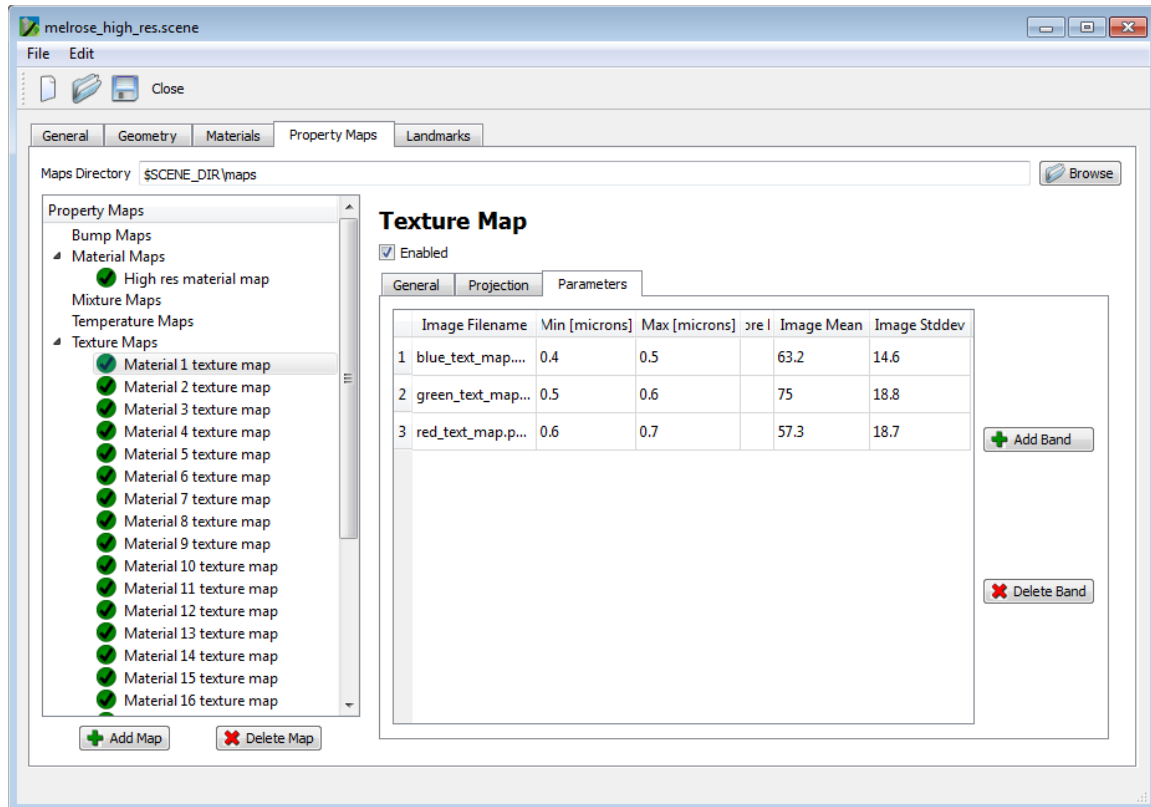 melrose_high_res.scene
File Edit
Close
General Geometry Materials Property Maps Landmarks
Maps Directory $SCENE_DIR\maps Browse
Property Maps
Bump Maps
Material Maps
High res material map
Mixture Maps
Temperature Maps
Texture Maps
Material 1 texture map
Material 2 texture map
Material 3 texture map
Material 4 texture map
Material 5 texture map
Material 6 texture map
Material 7 texture map
Material 8 texture map
Material 9 texture map
Material 10 texture map
Material 11 texture map
Material 12 texture map
Material 13 texture map
Material 14 texture map
Material 15 texture map
Material 16 texture map
Add Map Delete Map
Texture Map
Enabled
General Projection Parameters
Image Filename Min [microns] Max [microns] Image Mean Image Stddev
1 blue_text_map.... 0.4 0.5 63.2 14.6
2 green_text_map... 0.5 0.6 75 18.8
3 red_text_map.p... 0.6 0.7 57.3 18.7
Add Band
Delete Band